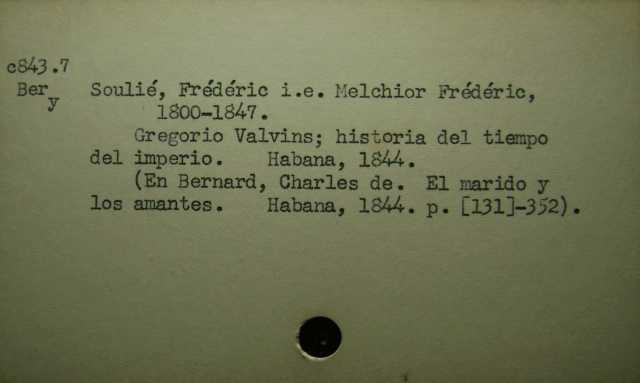 c843.7
Ber
y
Soulié, Frédéric i.e. Melchior Frédéric,
1800-1847.
Gregorio Valvins; historia del tiempo
del imperio. Habana, 1844.
(En Bernard, Charles de. El marido y
los amantes. Habana, 1844. p. [131]-352).